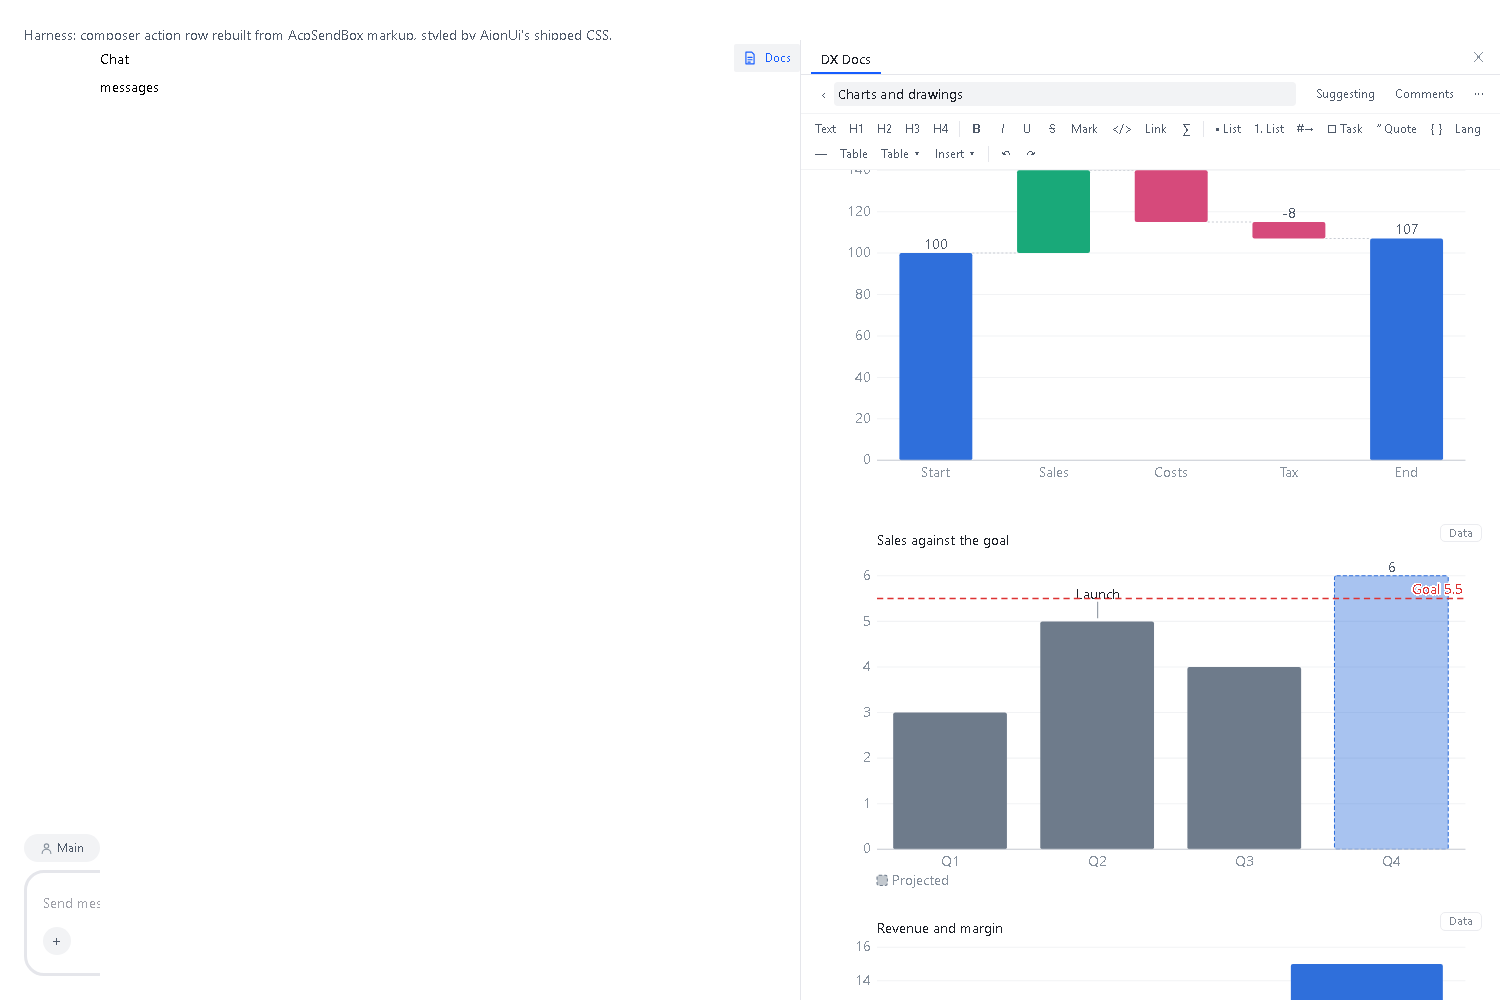 Harness: composer action row rebuilt from AcpSendBox markup, styled by AionUi's shipped CSS.
Chat
messages
Docs
DX Docs
Charts and drawings
Suggesting Comments ···
Text H1 H2 H3 H4 B I U S Mark </> Link ∑ • List 1. List #→ ☐ Task " Quote { } Lang
— Table Table ▾ Insert ▾ ↶ ↷
140
120
100
80
60
40
20
0
100
-8
107
Start Sales Costs Tax End
Data
Sales against the goal
6
5
4
3
2
1
0
6
Goal 5.5
Launch
Q1 Q2 Q3 Q4
Projected
Data
Revenue and margin
16
14
Main
Send mes
+